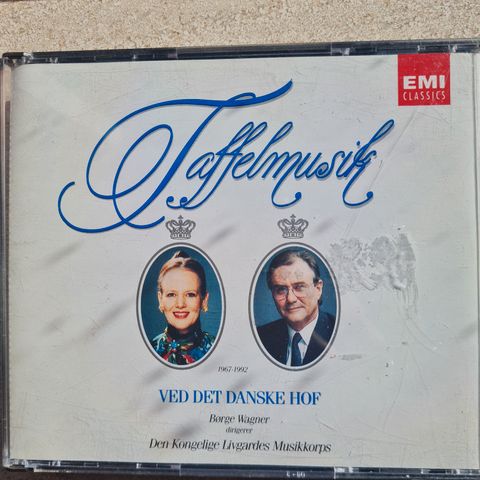 EMI
CLASSICS
Taffelmusik
1967-1992
VED DET DANSKE HOF
Børge Wagner
dirigerer
Den Kongelige Livgardes Musikkorps